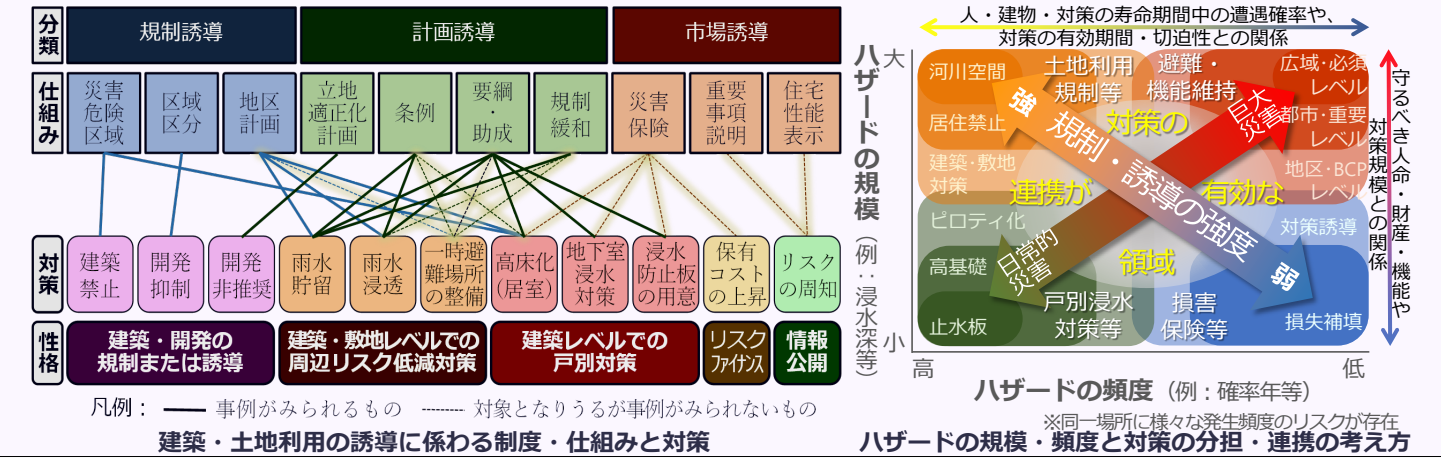 分類
規制誘導
計画誘導
市場誘導
仕組み
災害
危険
区域
区域
区分
地区
計画
立地
適正化
計画
条例
要綱
・
助成
規制
緩和
災害
保険
重要
事項
説明
住宅
性能
表示
対策
建築
禁止
開発
抑制
開発
非推奨
雨水
貯留
雨水
浸透
一時避
難場所
の整備
高床化
(居室)
地下室
浸水
対策
浸水
防止板
の用意
保有
コスト
の上昇
リスク
の周知
性格
建築・開発の
規制または誘導
建築・敷地レベルでの
周辺リスク低減対策
建築レベルでの
戸別対策
リスク
ファイナンス
情報
公開
凡例：
事例がみられるもの
対象となりうるが事例がみられないもの
建築・土地利用の誘導に係わる制度・仕組みと対策
人・建物・対策の寿命期間中の遭遇確率や、
対策の有効期間・切迫性との関係
ハザードの規模（例：浸水深等）
大
小
河川空間
居住禁止
建築・敷地
対策
ピロティ化
高基礎
止水板
土地利用
規制等
避難・
機能維持
広域・必須
レベル
都市・重要
レベル
地区・BCP
レベル
対策誘導
損失補填
対策の
連携が
有効な
領域
強
規制・誘導の強度
弱
巨大
災害
日常的
災害
戸別浸水
対策等
損害
保険等
守るべき人命・財産・機能や
対策規模との関係
高
低
ハザードの頻度（例：確率年等）
※同一場所に様々な発生頻度のリスクが存在
ハザードの規模・頻度と対策の分担・連携の考え方